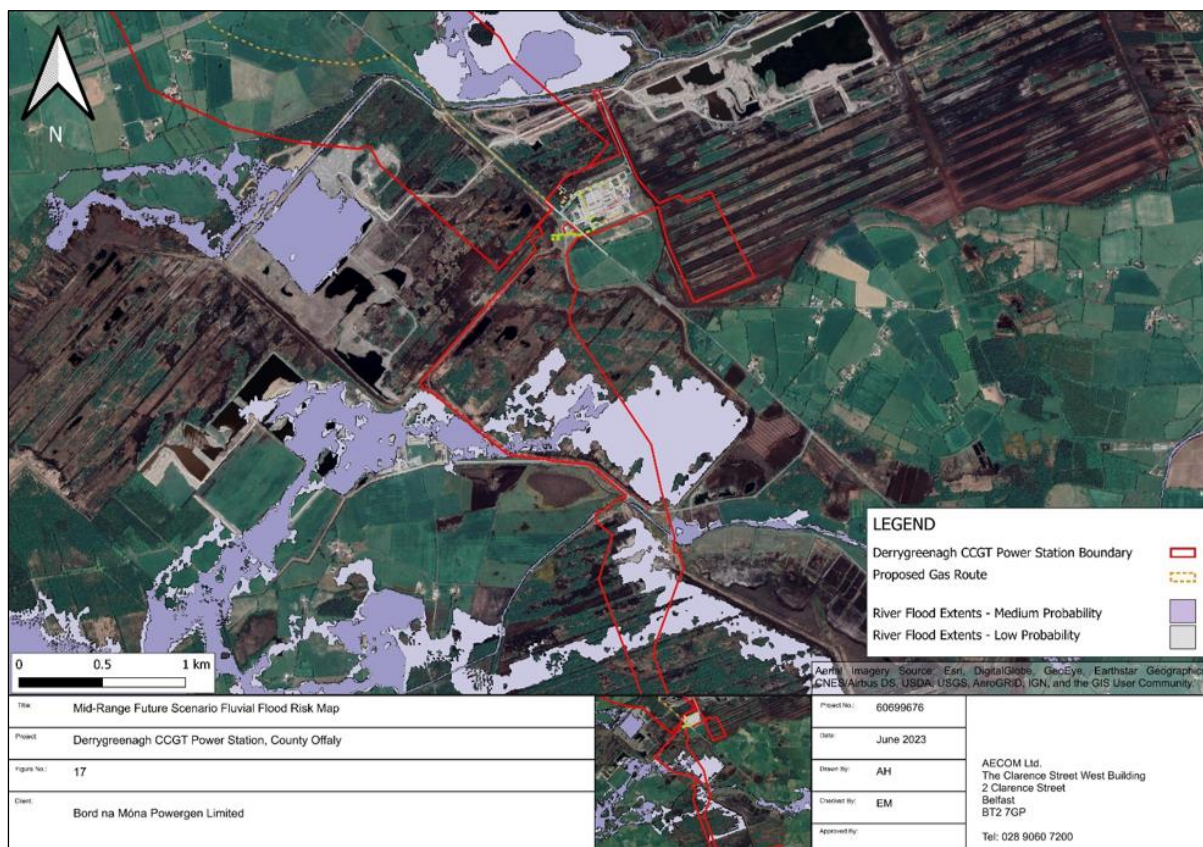 N
LEGEND
Derrygreenagh CCGT Power Station Boundary
Proposed Gas Route
River Flood Extents - Medium Probability
River Flood Extents - Low Probability
0 0.5 1 km
Aerial Imagery Source: Esri, DigitalGlobe, GeoEye, Earthstar Geographics,
CNES/Airbus DS, USDA, USGS, AeroGRID, IGN, and the GIS User Community.
Title: Mid-Range Future Scenario Fluvial Flood Risk Map
Project: Derrygreenagh CCGT Power Station, County Offaly
Figure No.: 17
Client: Bord na Móna Powergen Limited
Project No.: 60699676
Date: June 2023
Drawn By: AH
Checked By: EM
Approved By:
AECOM Ltd.
The Clarence Street West Building
2 Clarence Street
Belfast
BT2 7GP
Tel: 028 9060 7200